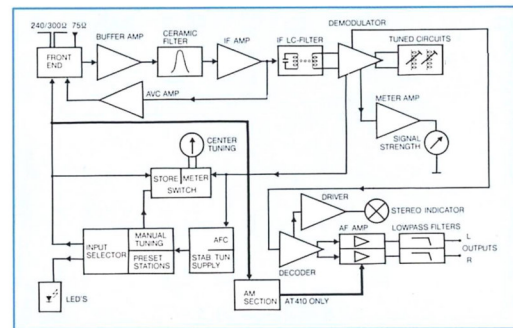 DEMODULATOR
240/300Ω 75Ω
BUFFER AMP
CERAMIC
FILTER
IF AMP
IF LC-FILTER
TUNED CIRCUITS
FRONT
END
AVC AMP
METER AMP
CENTER
TUNING
SIGNAL
STRENGTH
STORE METER
SWITCH
DRIVER
STEREO INDICATOR
INPUT
SELECTOR
MANUAL
TUNING
PRESET
STATIONS
AFC
STAB TUN
SUPPLY
AF AMP
LOWPASS FILTERS
L
OUTPUTS
R
DECODER
LED'S
AM
SECTION
AT410 ONLY